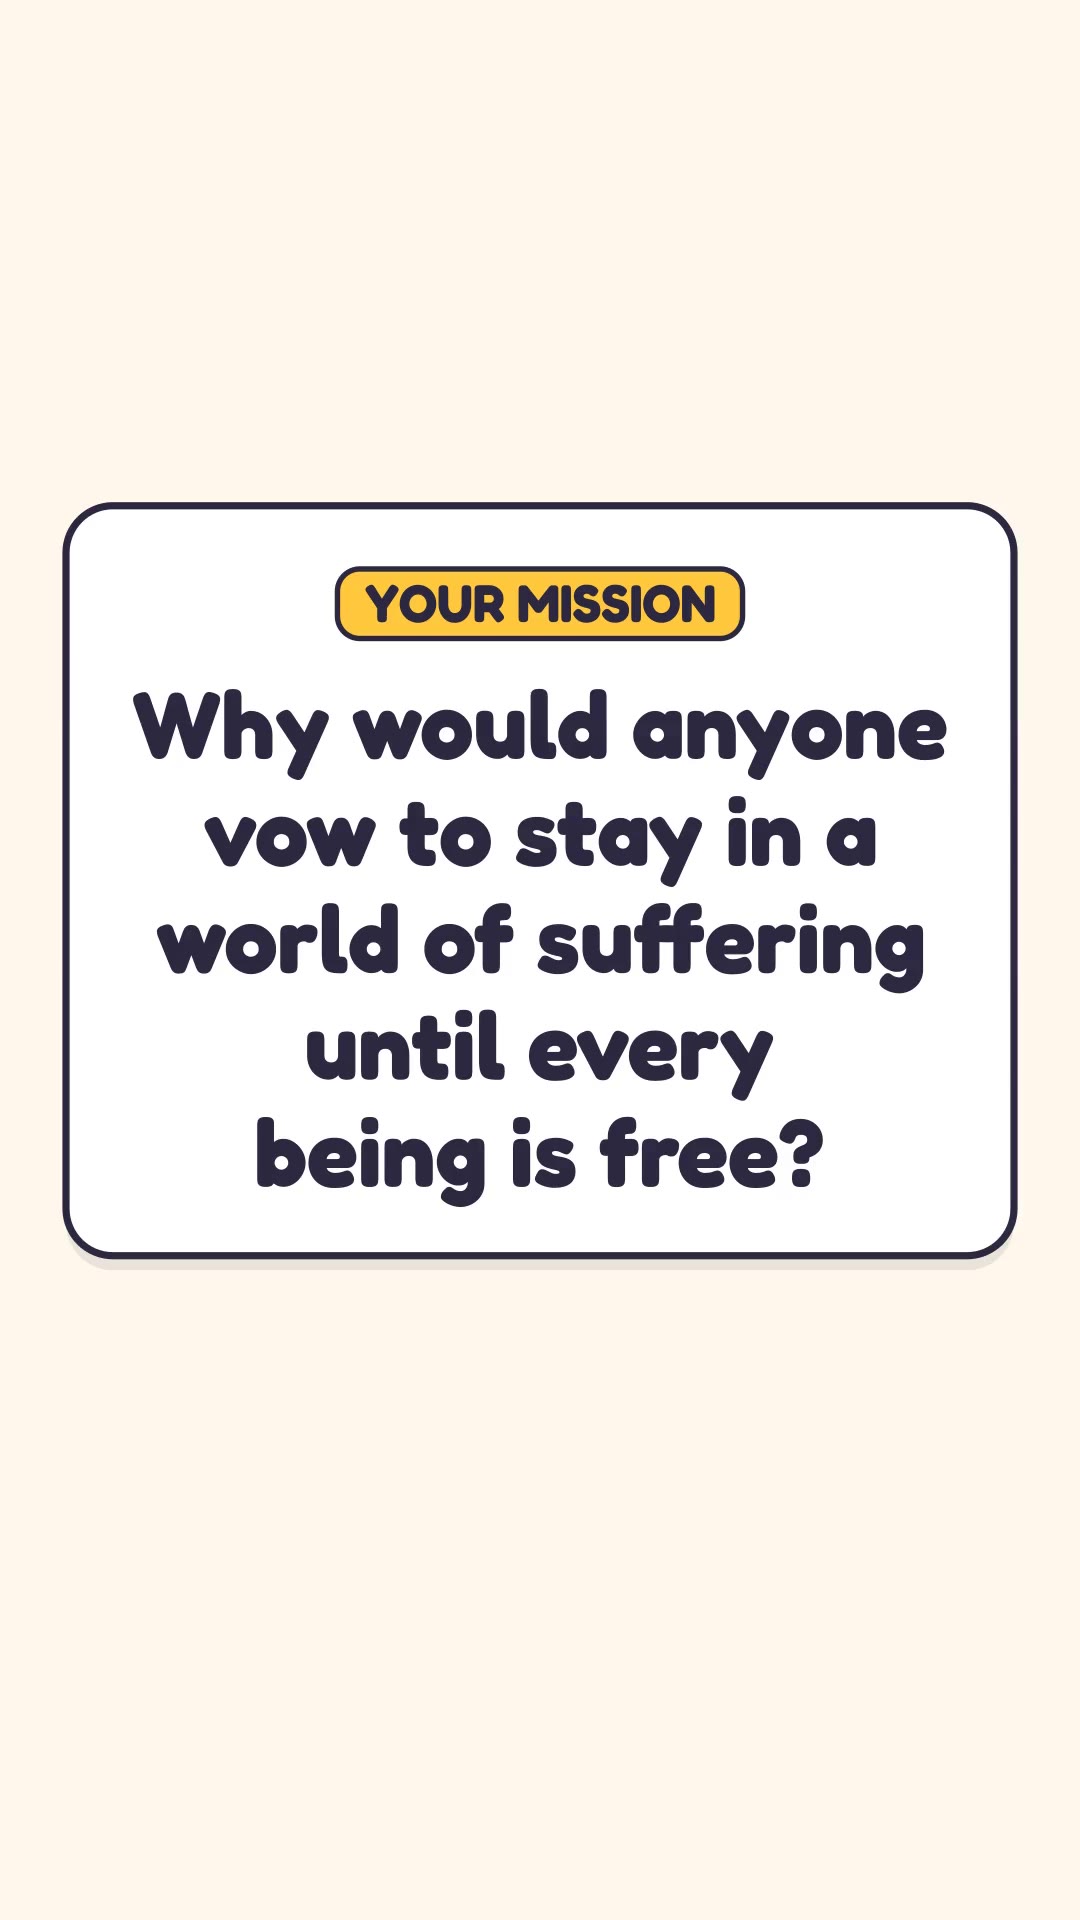 YOUR MISSION
Why would anyone
vow to stay in a
world of suffering
until every
being is free?